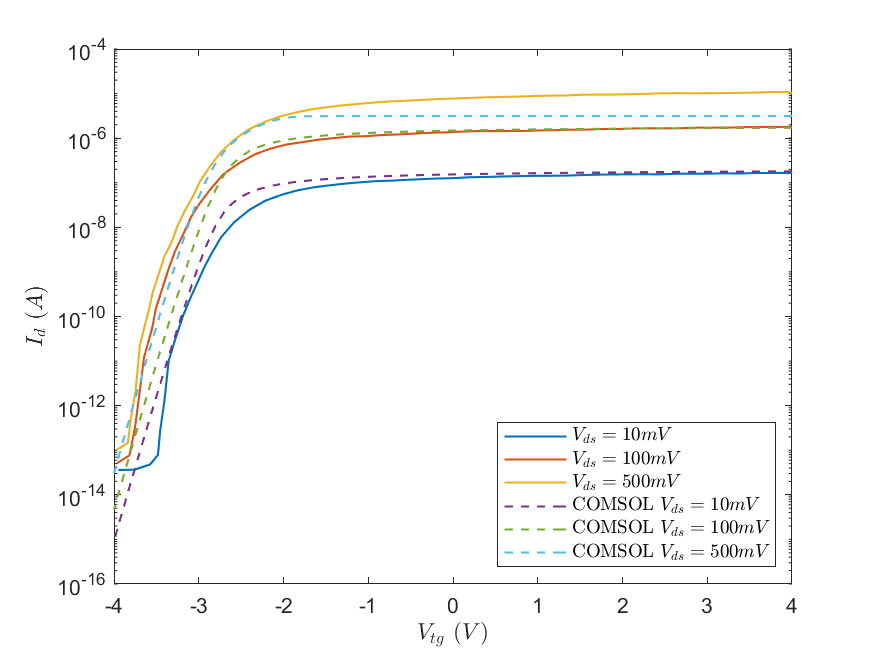 10^-4
10^-6
10^-8
10^-10
10^-12
10^-14
10^-16
I_d (A)
-4 -3 -2 -1 0 1 2 3 4
V_tg (V)
V_ds = 10mV
V_ds = 100mV
V_ds = 500mV
COMSOL V_ds = 10mV
COMSOL V_ds = 100mV
COMSOL V_ds = 500mV